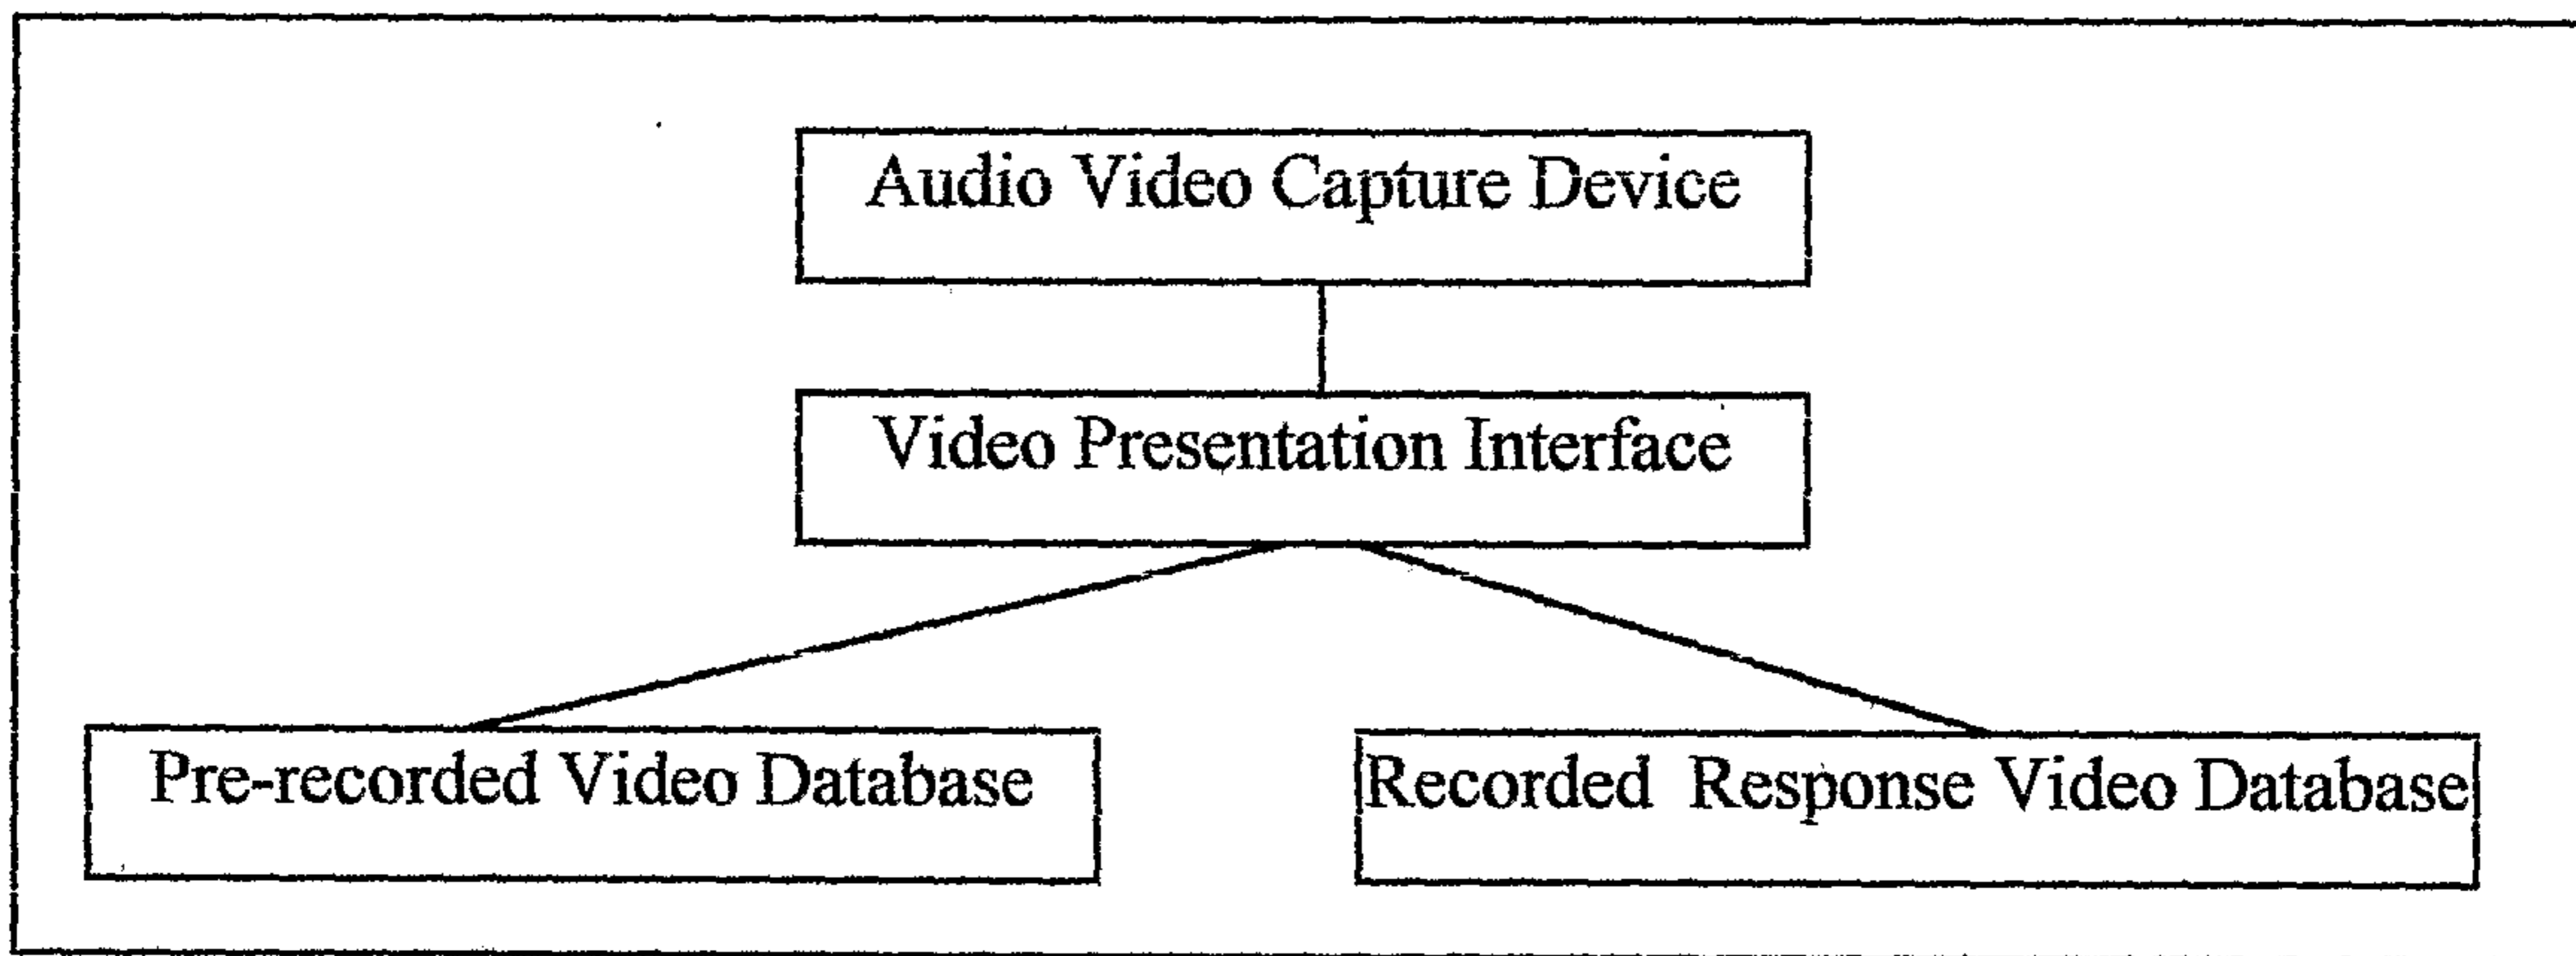 Audio Video Capture Device
Video Presentation Interface
Pre-recorded Video Database
Recorded Response Video Database